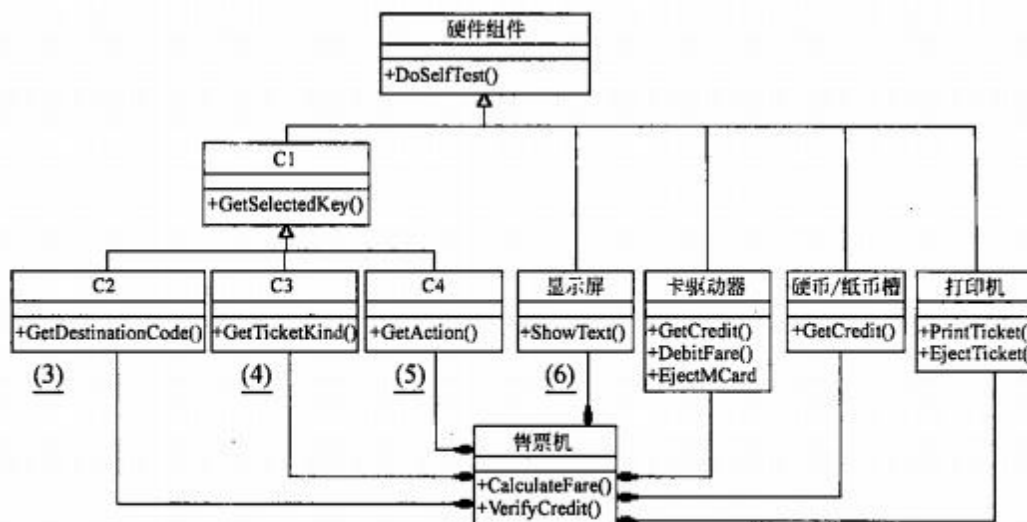 硬件组件
+DoSelfTest()
C1
+GetSelectedKey()
C2
+GetDestinationCode()
C3
+GetTicketKind()
C4
+GetAction()
显示屏
+ShowText()
卡驱动器
+GetCredit()
+DebitFare()
+EjectMCard
硬币/纸币槽
+GetCredit()
打印机
+PrintTicket()
+EjectTicket(
(3)
(4)
(5)
(6)
售票机
+CalculateFare()
+VerifyCredit()